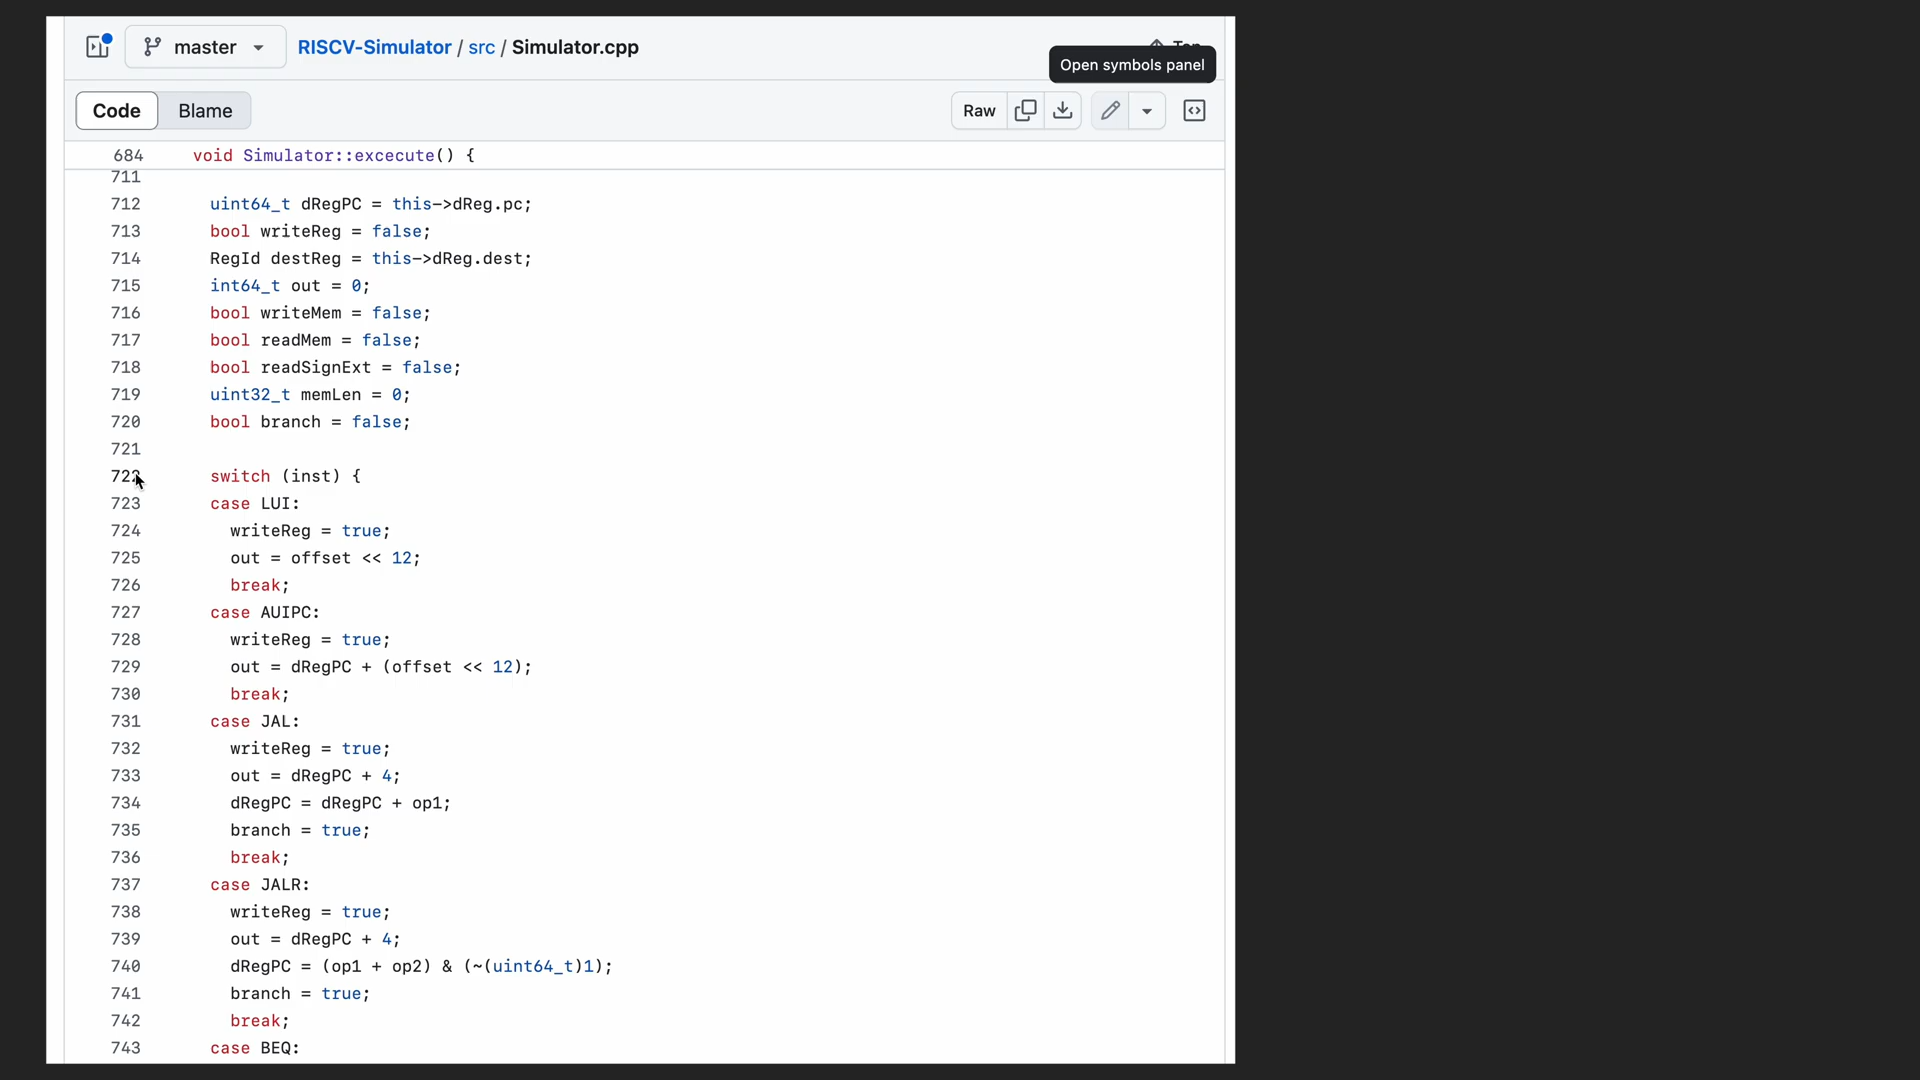 master RISCV-Simulator / src / Simulator.cpp
Open symbols panel
Code Blame Raw
684 void Simulator::excecute() {
711
712 uint64_t dRegPC = this->dReg.pc;
713 bool writeReg = false;
714 RegId destReg = this->dReg.dest;
715 int64_t out = 0;
716 bool writeMem = false;
717 bool readMem = false;
718 bool readSignExt = false;
719 uint32_t memLen = 0;
720 bool branch = false;
721
722 switch (inst) {
723 case LUI:
724 writeReg = true;
725 out = offset << 12;
726 break;
727 case AUIPC:
728 writeReg = true;
729 out = dRegPC + (offset << 12);
730 break;
731 case JAL:
732 writeReg = true;
733 out = dRegPC + 4;
734 dRegPC = dRegPC + op1;
735 branch = true;
736 break;
737 case JALR:
738 writeReg = true;
739 out = dRegPC + 4;
740 dRegPC = (op1 + op2) & (~(uint64_t)1);
741 branch = true;
742 break;
743 case BEQ: